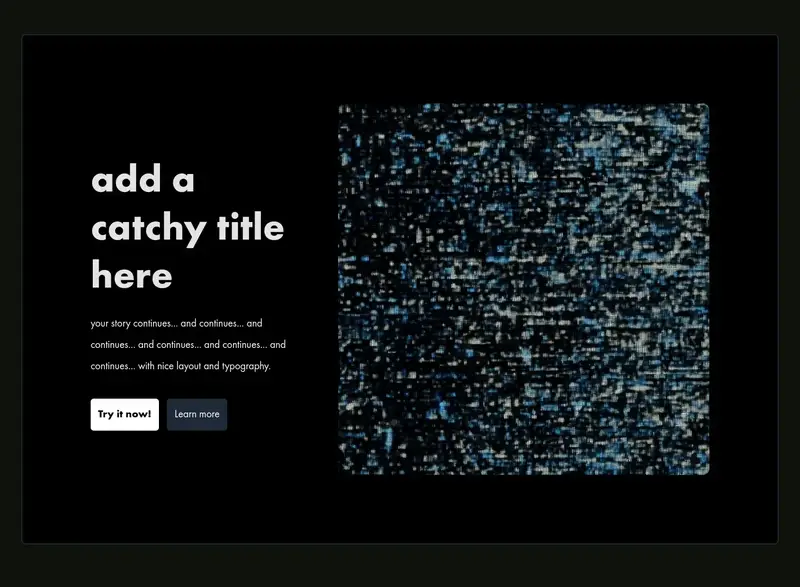 add a
catchy title
here
your story continues... and continues... and
continues... and continues... and continues... and
continues... with nice layout and typography.
Try it now!
Learn more